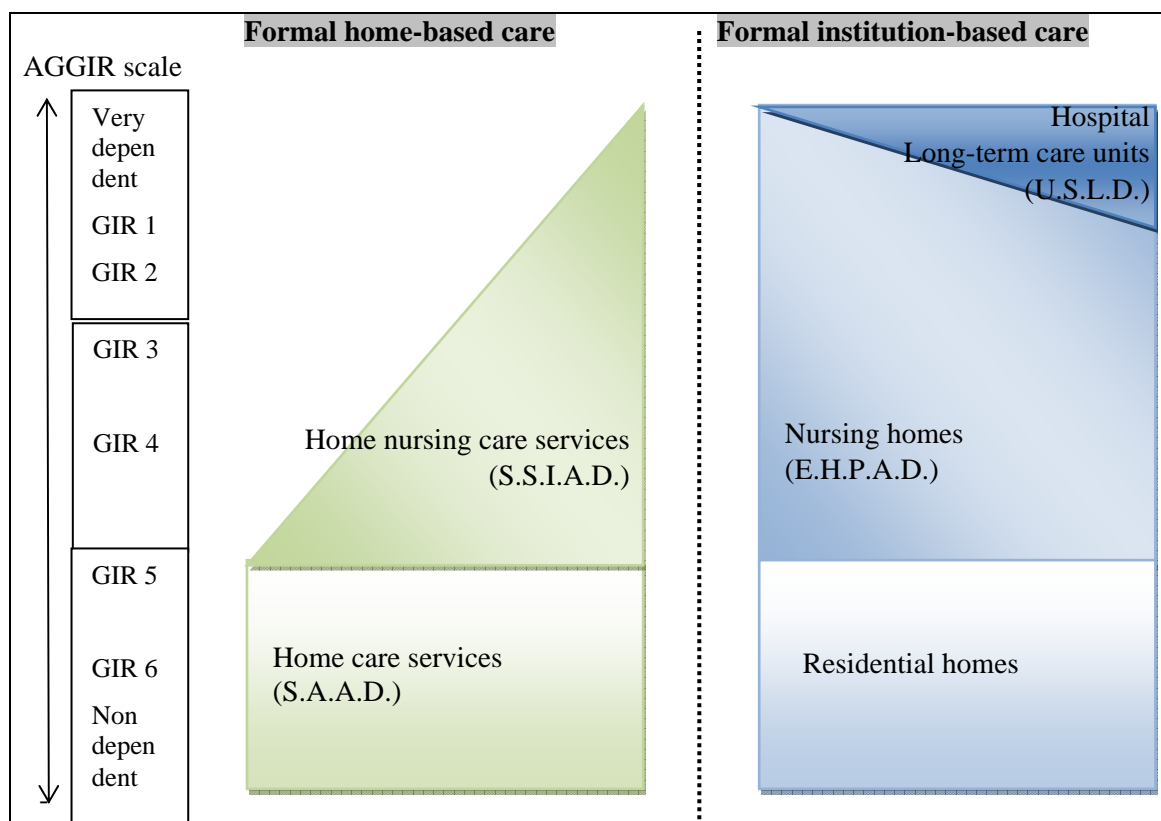 Formal home-based care
Formal institution-based care
AGGIR scale
Very
depen
dent
GIR 1
GIR 2
GIR 3
GIR 4
GIR 5
GIR 6
Non
depen
dent
Home nursing care services
(S.S.I.A.D.)
Home care services
(S.A.A.D.)
Hospital
Long-term care units
(U.S.L.D.)
Nursing homes
(E.H.P.A.D.)
Residential homes